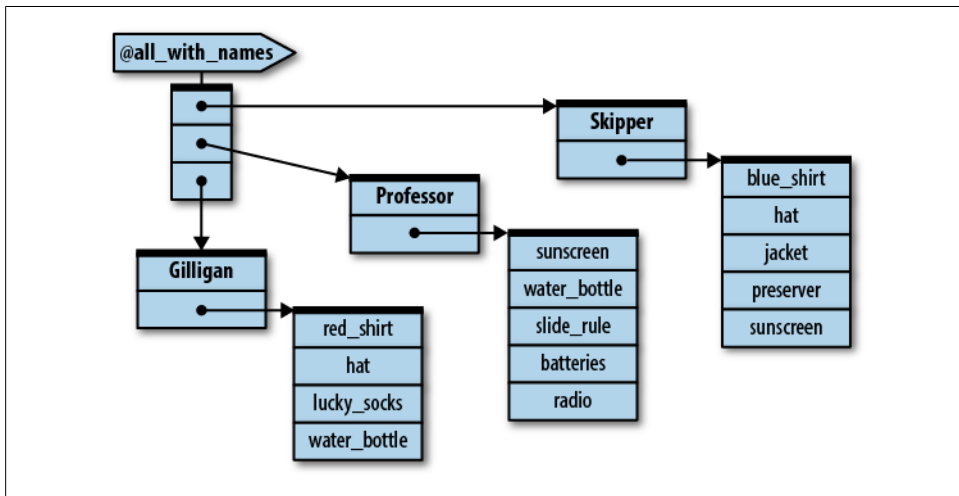 @all_with_names
Skipper
blue_shirt
hat
jacket
preserver
sunscreen
Professor
sunscreen
water_bottle
slide_rule
batteries
radio
Gilligan
red_shirt
hat
lucky_socks
water_bottle